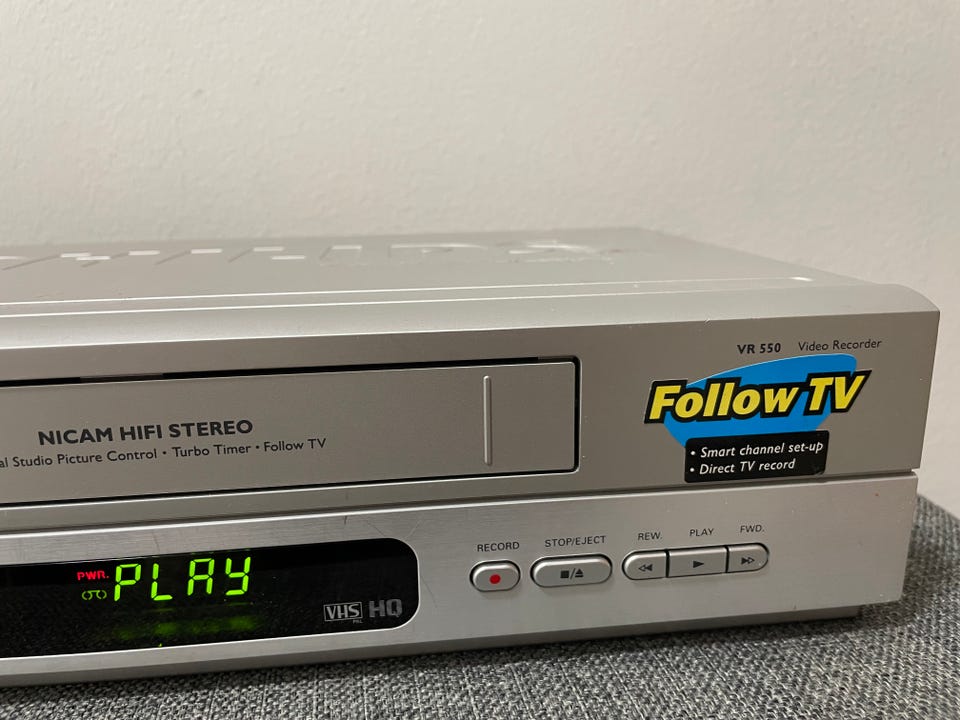 VR 550 Video Recorder
Follow TV
• Smart channel set-up
• Direct TV record
NICAM HIFI STEREO
Studio Picture Control • Turbo Timer • Follow TV
RECORD
STOP/EJECT
REW.
PLAY
FWD.
PWR.
PLAY
VHS HQ
PAL